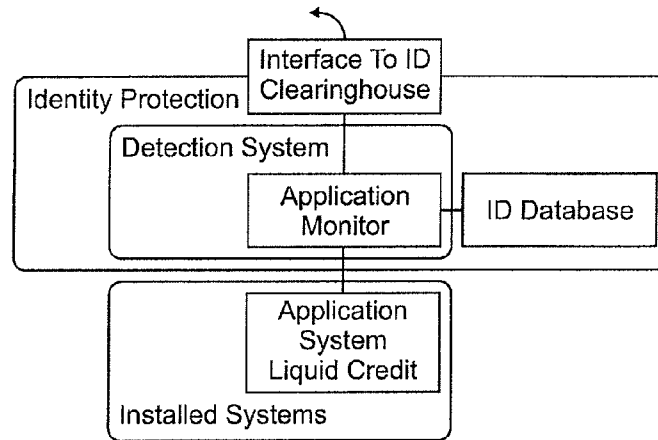 Interface To ID
Clearinghouse
Identity Protection
Detection System
Application
Monitor
ID Database
Application
System
Liquid Credit
Installed Systems